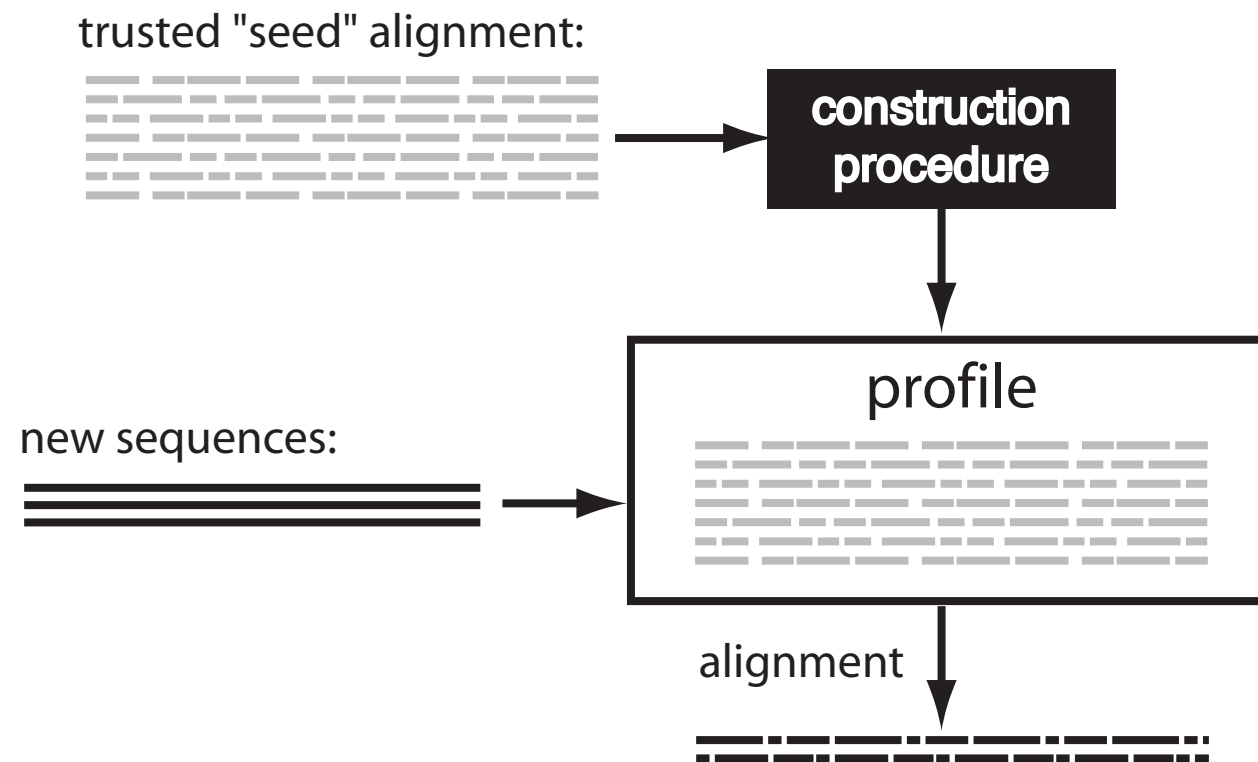 trusted "seed" alignment:
construction
procedure
profile
new sequences:
alignment